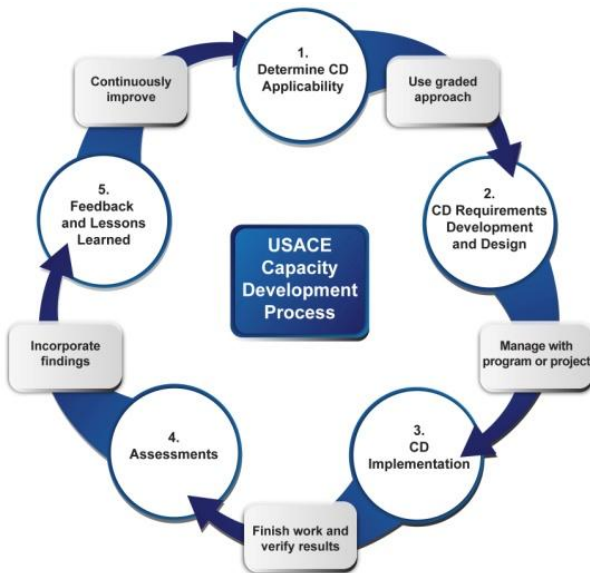 1.
Determine CD
Applicability
Use graded
approach
2.
CD Requirements
Development
and Design
Manage with
program or project
3.
CD
Implementation
Finish work and
verify results
4.
Assessments
Incorporate
findings
5.
Feedback
and Lessons
Learned
Continuously
improve
USACE
Capacity
Development
Process